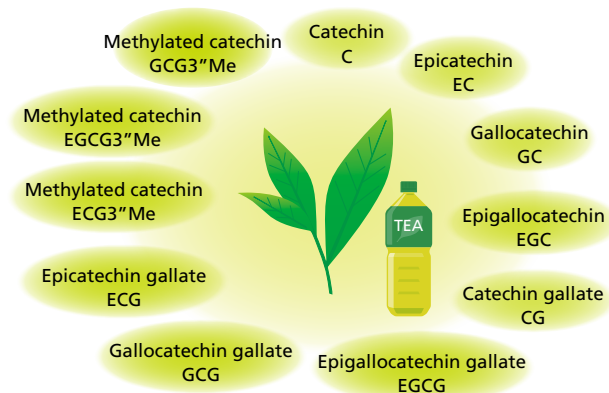 Methylated catechin
GCG3”Me
Catechin
C
Epicatechin
EC
Methylated catechin
EGCG3”Me
Gallocatechin
GC
Methylated catechin
ECG3”Me
Epigallocatechin
EGC
TEA
Epicatechin gallate
ECG
Catechin gallate
CG
Gallocatechin gallate
GCG
Epigallocatechin gallate
EGCG